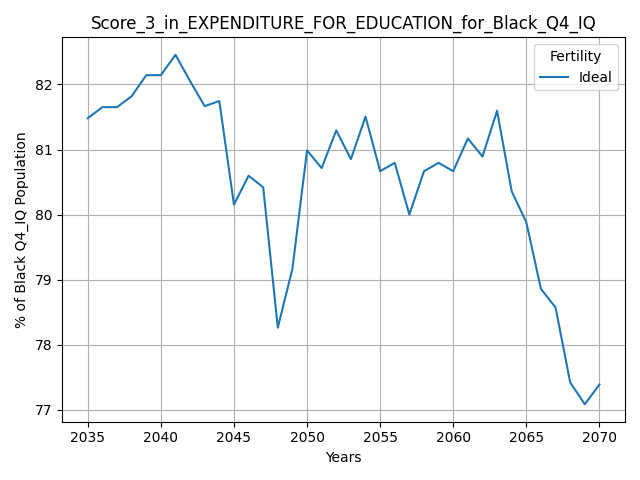 Score_3_in_EXPENDITURE_FOR_EDUCATION_for_Black_Q4_IQ
Fertility
Ideal
% of Black Q4_IQ Population
82
81
80
79
78
77
2035 2040 2045 2050 2055 2060 2065 2070
Years